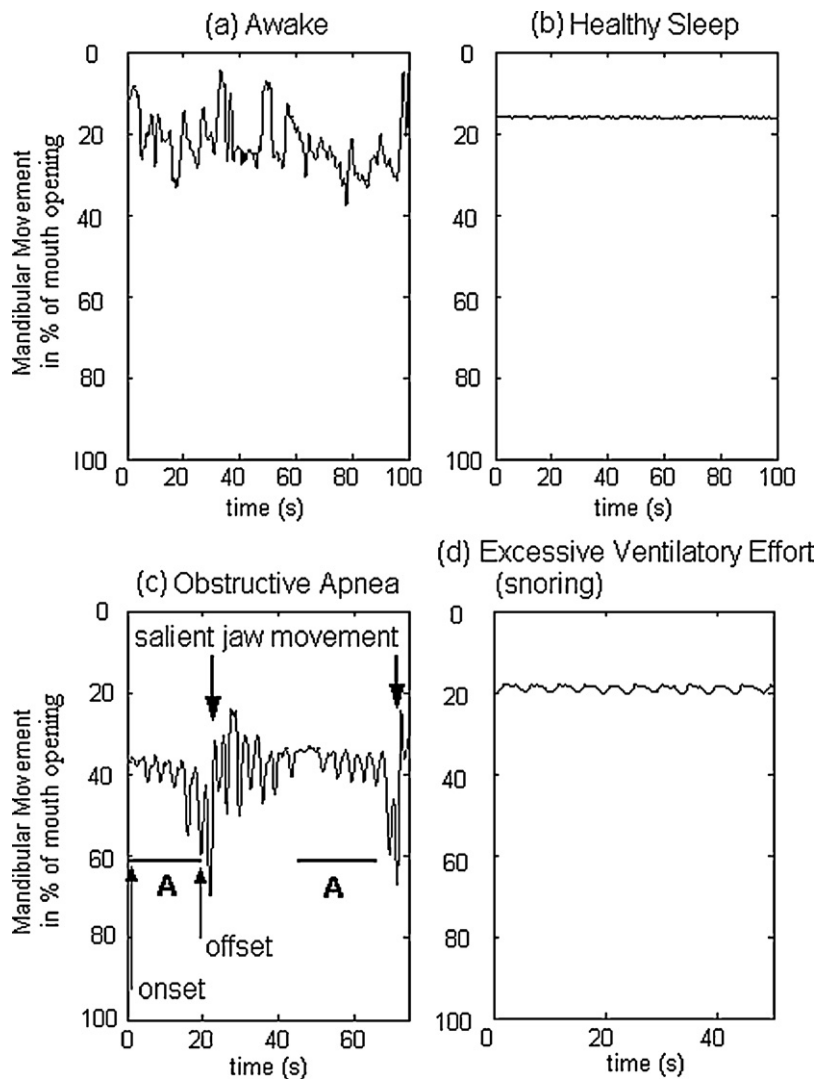 (a) Awake
Mandibular Movement
in % of mouth opening
0
20
40
60
80
100
0 20 40 60 80 100
time (s)
(b) Healthy Sleep
0
20
40
60
80
100
0 20 40 60 80 100
time (s)
(c) Obstructive Apnea
Mandibular Movement
in % of mouth opening
0
20
40
60
80
100
salient jaw movement
A
A
offset
onset
0 20 40 60
time (s)
(d) Excessive Ventilatory Effort
(snoring)
0
20
40
60
80
100
0 20 40
time (s)